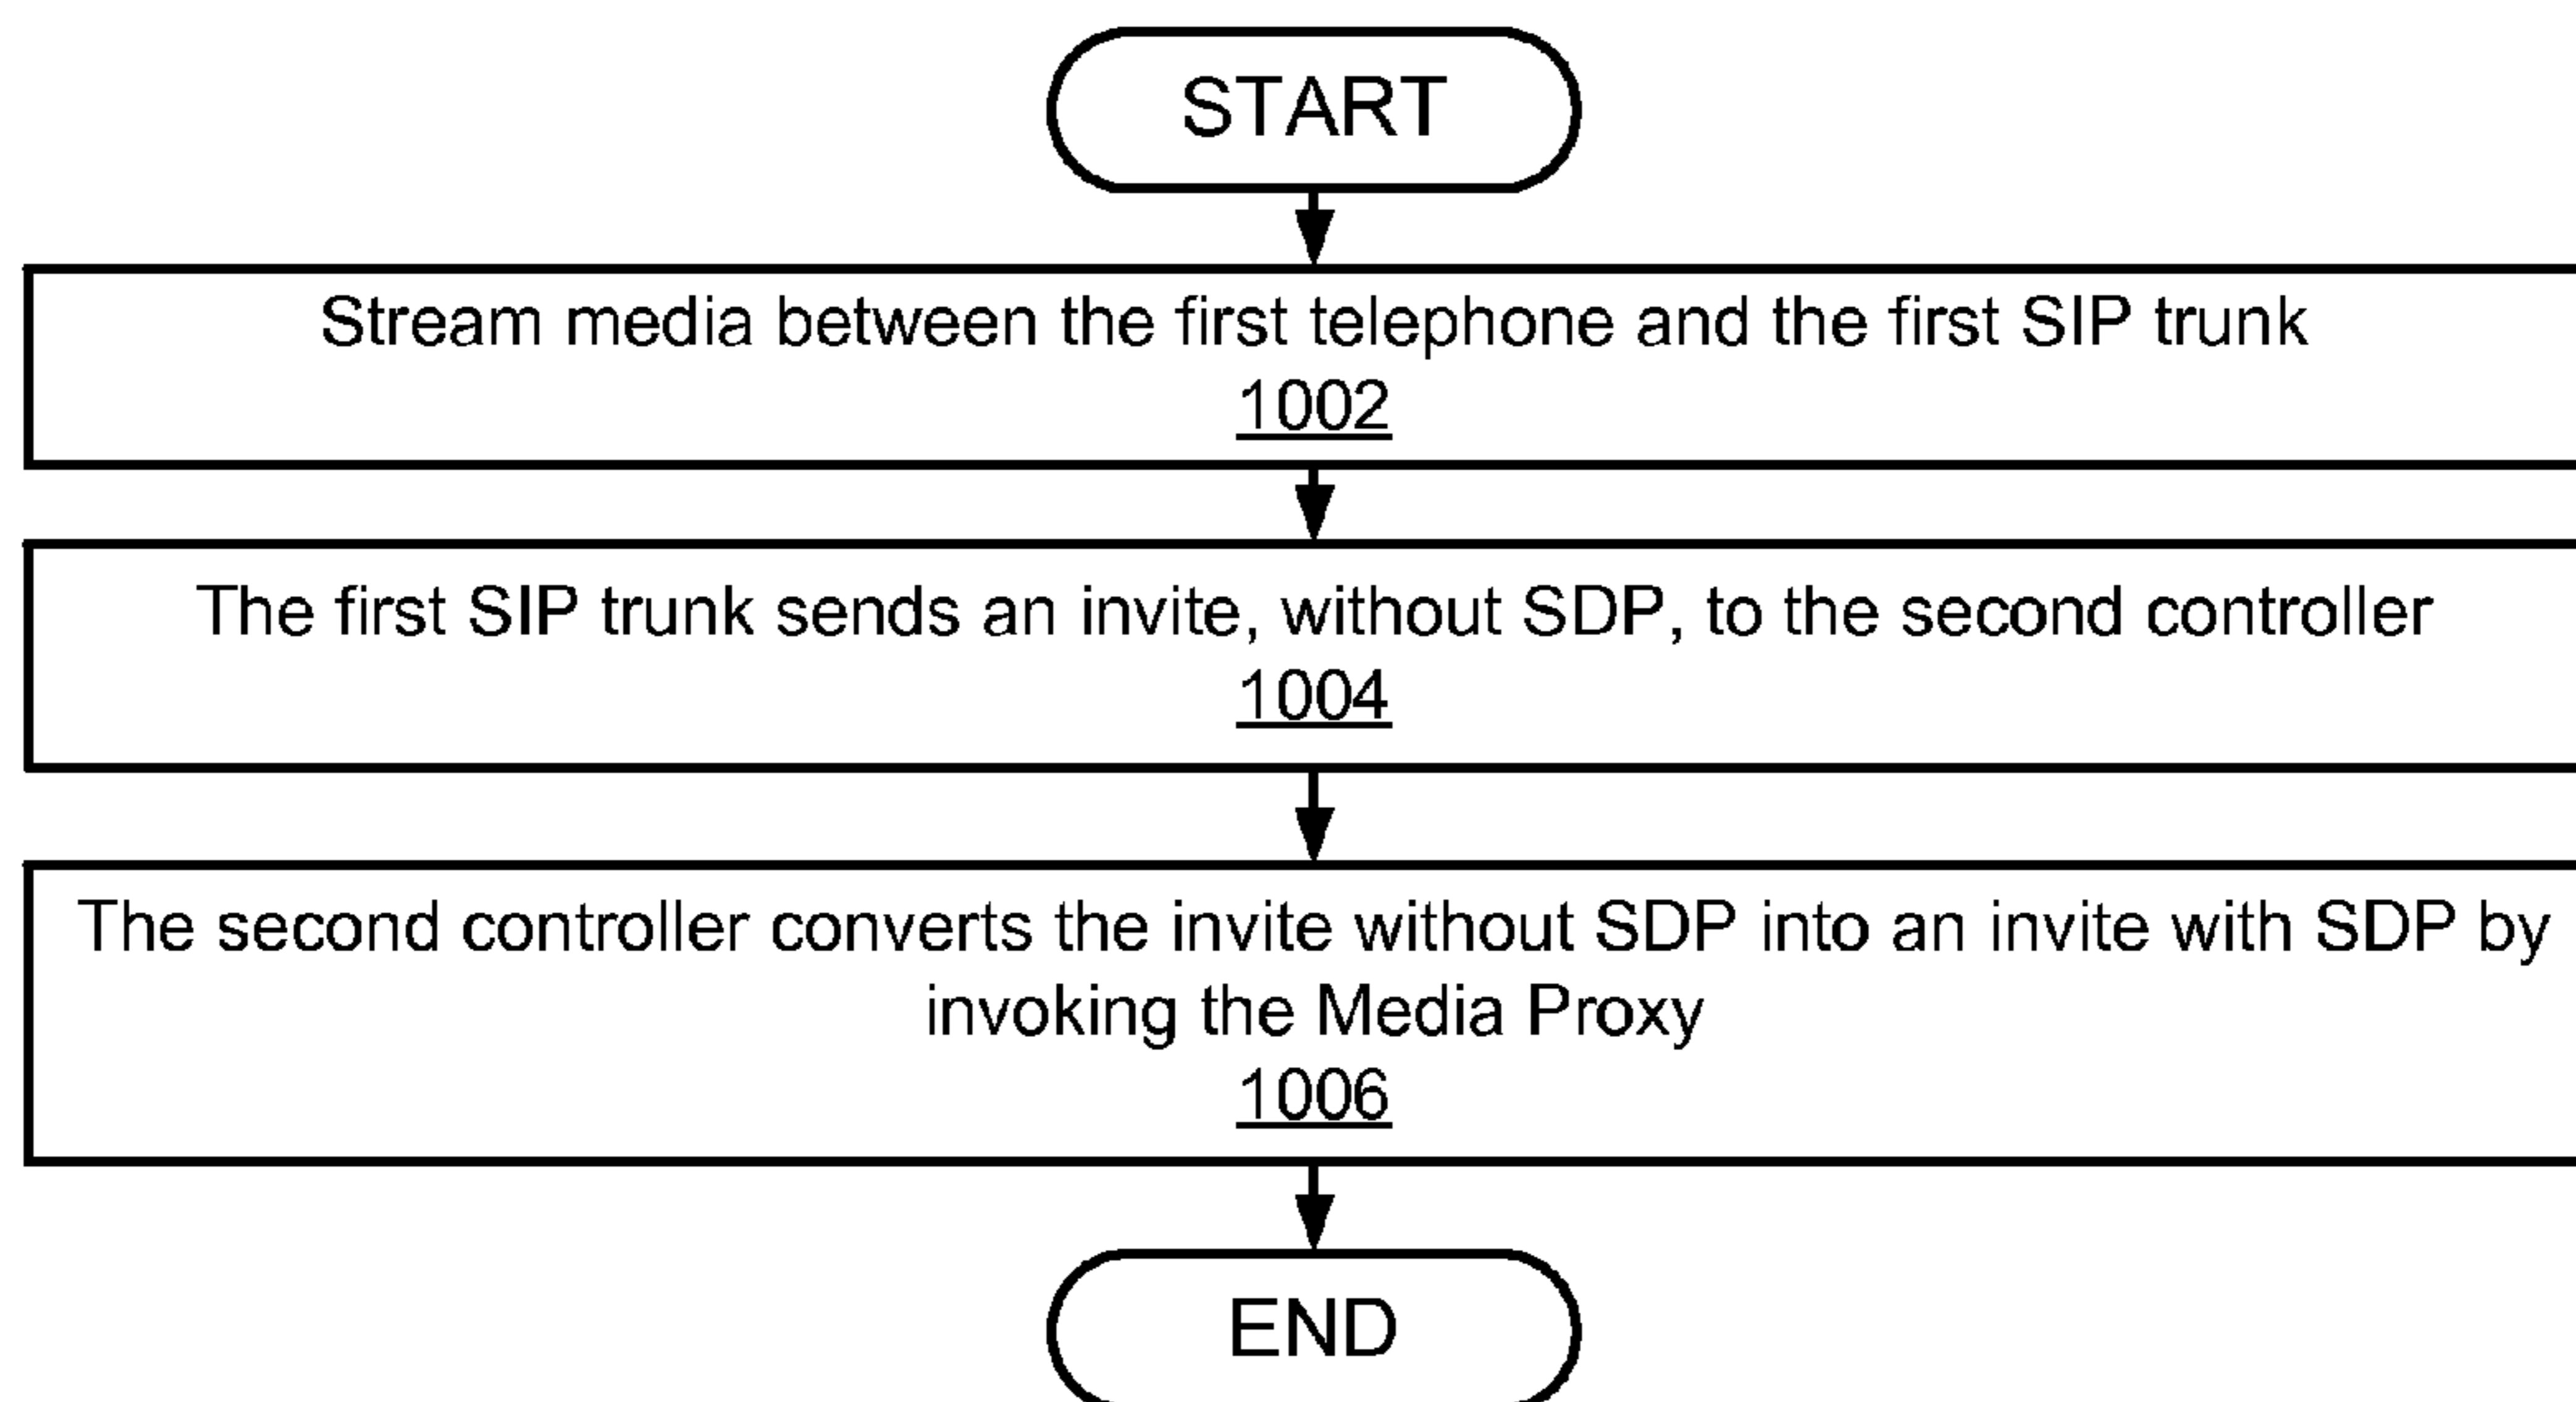 START
Stream media between the first telephone and the first SIP trunk
1002
The first SIP trunk sends an invite, without SDP, to the second controller
1004
The second controller converts the invite without SDP into an invite with SDP by
invoking the Media Proxy
1006
END